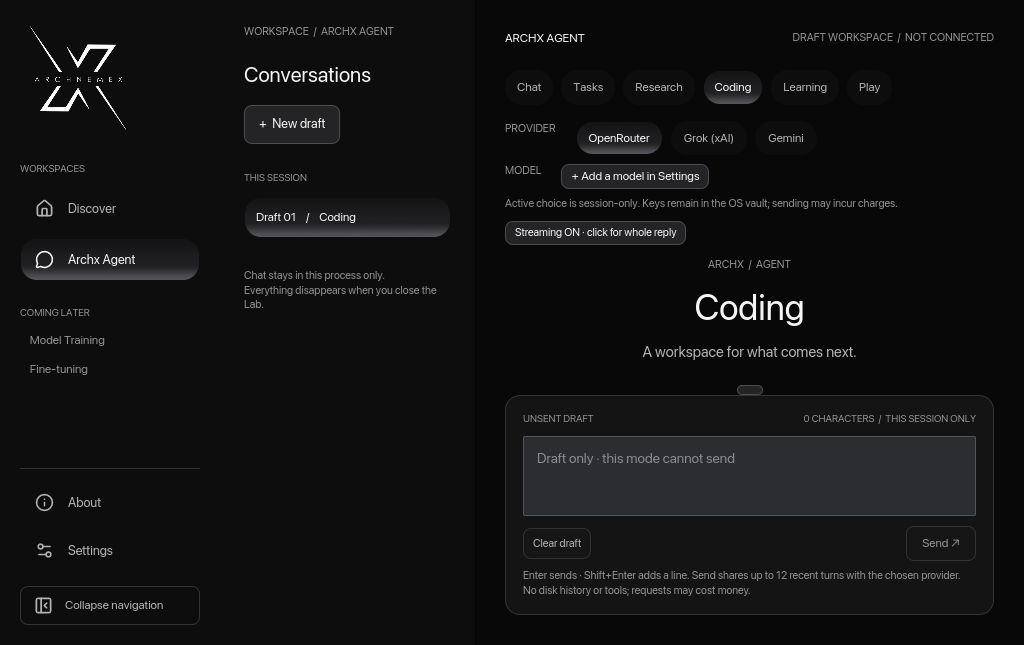 ARCHNEMEX
WORKSPACES
Discover
Archx Agent
COMING LATER
Model Training
Fine-tuning
About
Settings
Collapse navigation
WORKSPACE / ARCHX AGENT
Conversations
+ New draft
THIS SESSION
Draft 01 / Coding
Chat stays in this process only.
Everything disappears when you close the
Lab.
ARCHX AGENT
DRAFT WORKSPACE / NOT CONNECTED
Chat Tasks Research Coding Learning Play
PROVIDER OpenRouter Grok (xAI) Gemini
MODEL + Add a model in Settings
Active choice is session-only. Keys remain in the OS vault; sending may incur charges.
Streaming ON · click for whole reply
ARCHX / AGENT
Coding
A workspace for what comes next.
UNSENT DRAFT
0 CHARACTERS / THIS SESSION ONLY
Draft only · this mode cannot send
Clear draft
Send ↗
Enter sends · Shift+Enter adds a line. Send shares up to 12 recent turns with the chosen provider.
No disk history or tools; requests may cost money.